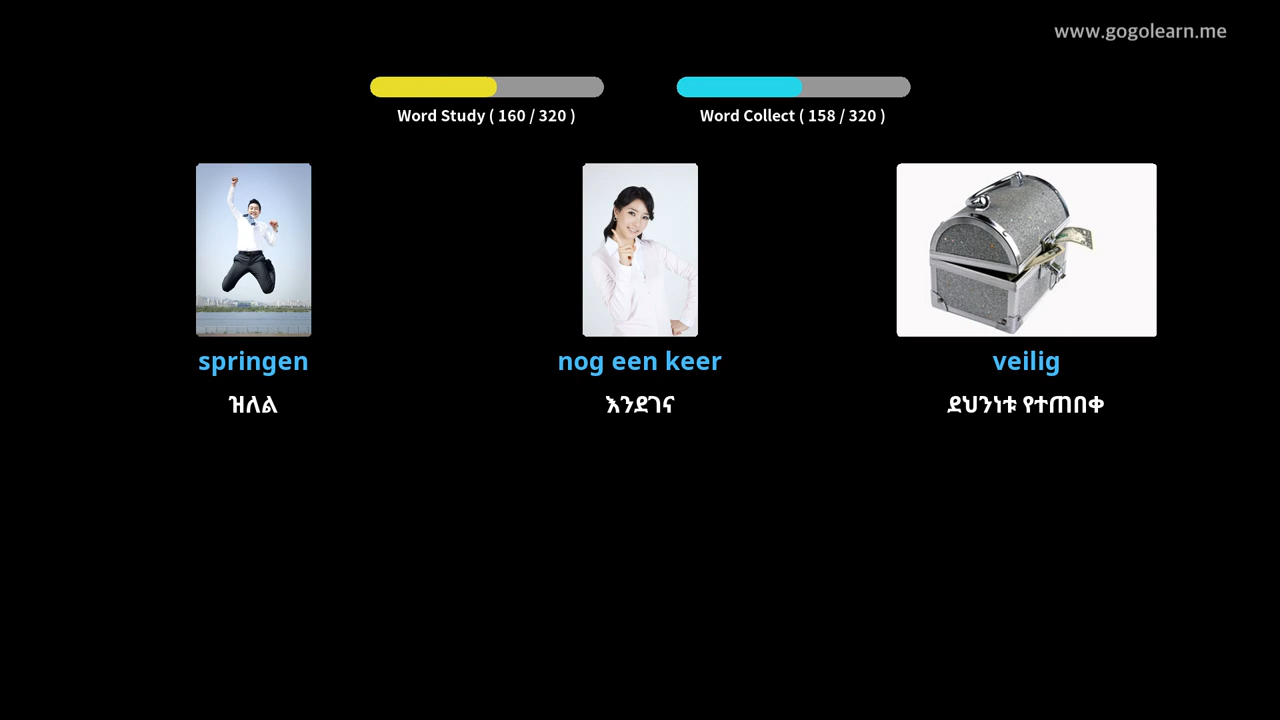 www.gogolearn.me
Word Study ( 160 / 320 )
Word Collect ( 158 / 320 )
springen
nog een keer
veilig
ዝለል
እንደገና
ደህንነቱ የተጠበቀ